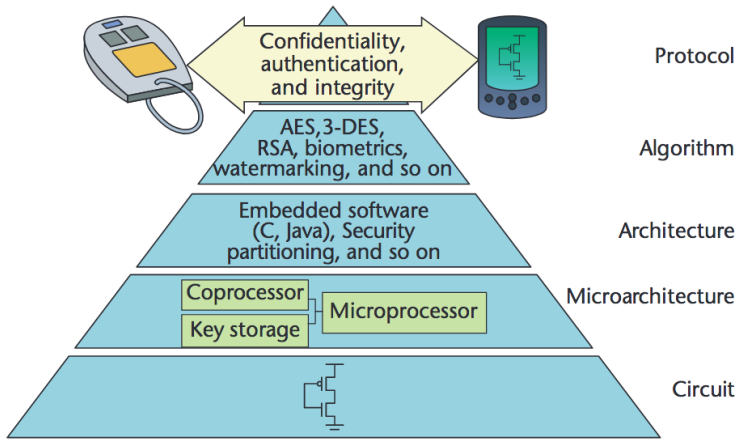 Confidentiality,
authentication,
and integrity
Protocol
AES,3-DES,
RSA, biometrics,
watermarking, and so on
Algorithm
Embedded software
(C, Java), Security
partitioning, and so on
Architecture
Coprocessor
Key storage
Microprocessor
Microarchitecture
Circuit